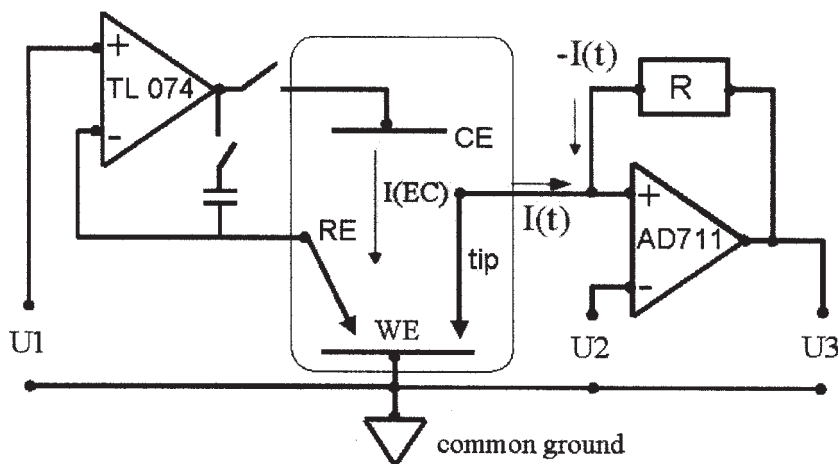 +
TL 074
-
CE
I(EC)
RE
tip
WE
U1
-I(t)
R
I(t)
+
AD711
-
U2
U3
common ground